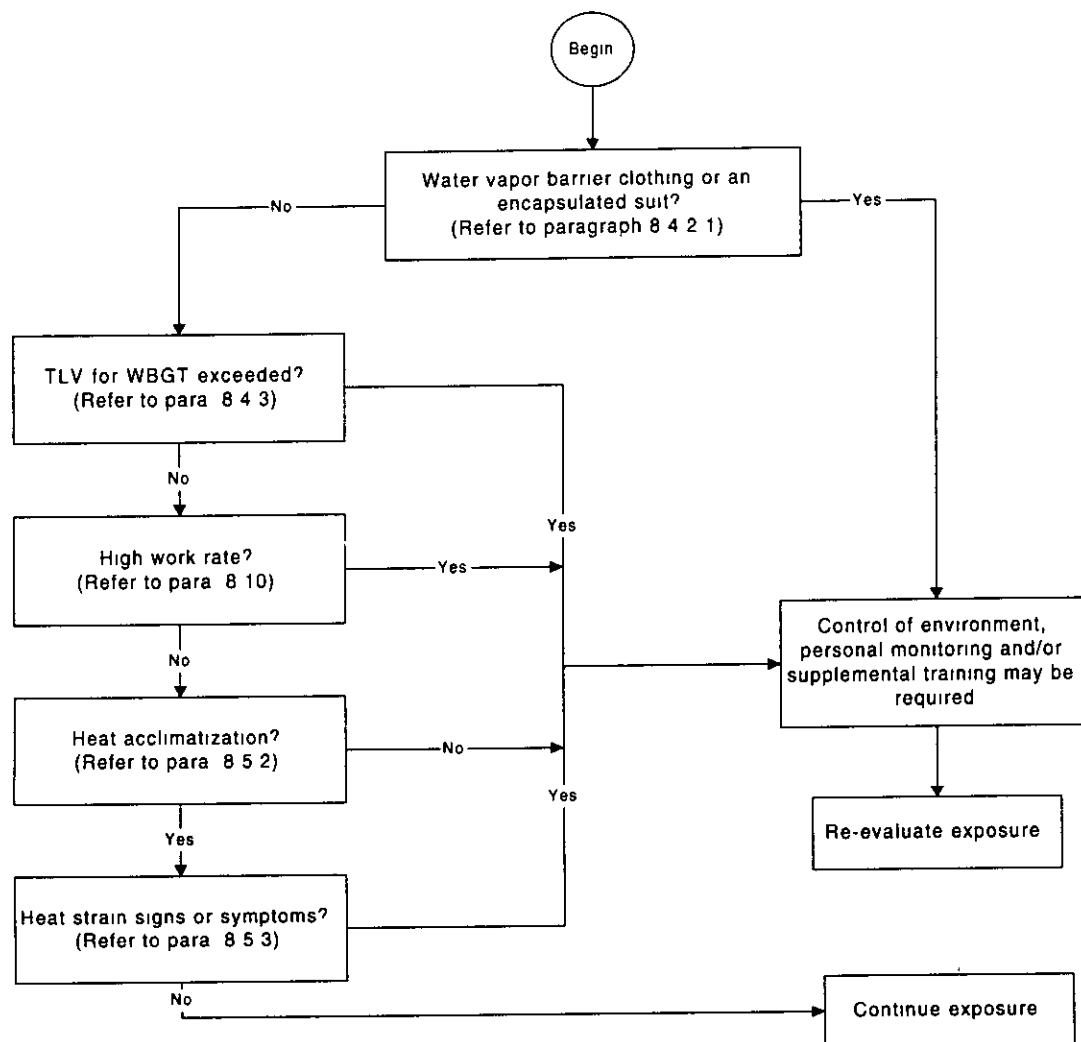 Begin
Water vapor barrier clothing or an
encapsulated suit?
(Refer to paragraph 8 4 2 1)
No
Yes
TLV for WBGT exceeded?
(Refer to para 8 4 3)
No
Yes
High work rate?
(Refer to para 8 10)
Yes
No
Control of environment,
personal monitoring and/or
supplemental training may be
required
Heat acclimatization?
(Refer to para 8 5 2)
No
Yes
Yes
Re-evaluate exposure
Heat strain signs or symptoms?
(Refer to para 8 5 3)
No
Continue exposure